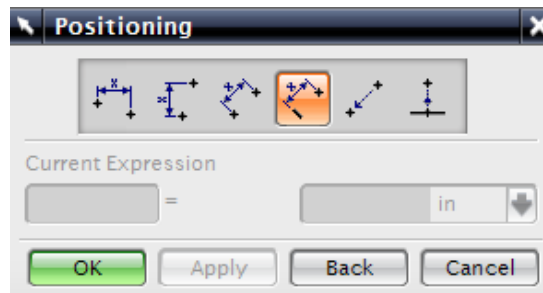 Positioning
Current Expression
= in
OK Apply Back Cancel